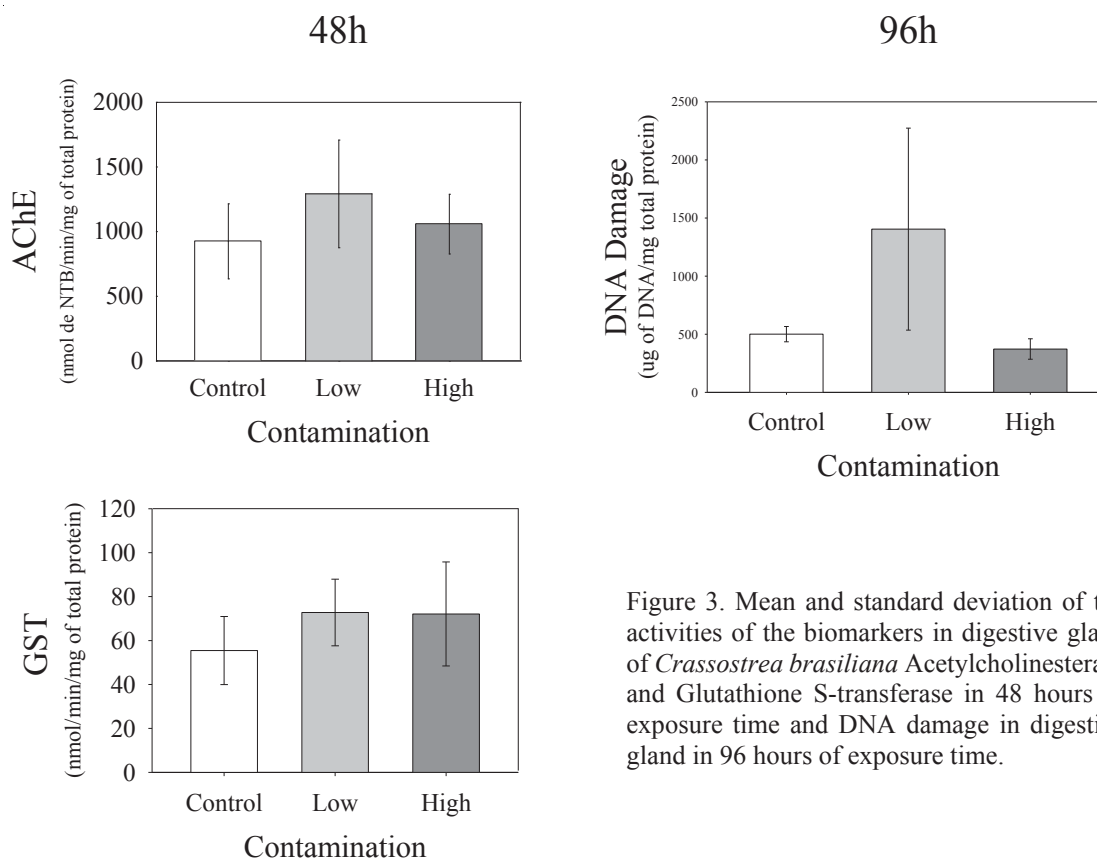 48h
96h
AChE
(nmol de NTB/min/mg of total protein)
2000
1500
1000
500
0
Control Low High
Contamination
DNA Damage
(ug of DNA/mg total protein)
2500
2000
1500
1000
500
0
Control Low High
Contamination
GST
(nmol/min/mg of total protein)
120
100
80
60
40
20
0
Control Low High
Contamination
Figure 3. Mean and standard deviation of
activities of the biomarkers in digestive
of Crassostrea brasiliana
and Glutathione S-transferase in 48 hours
exposure time and DNA damage in
gland in 96 hours of exposure time.